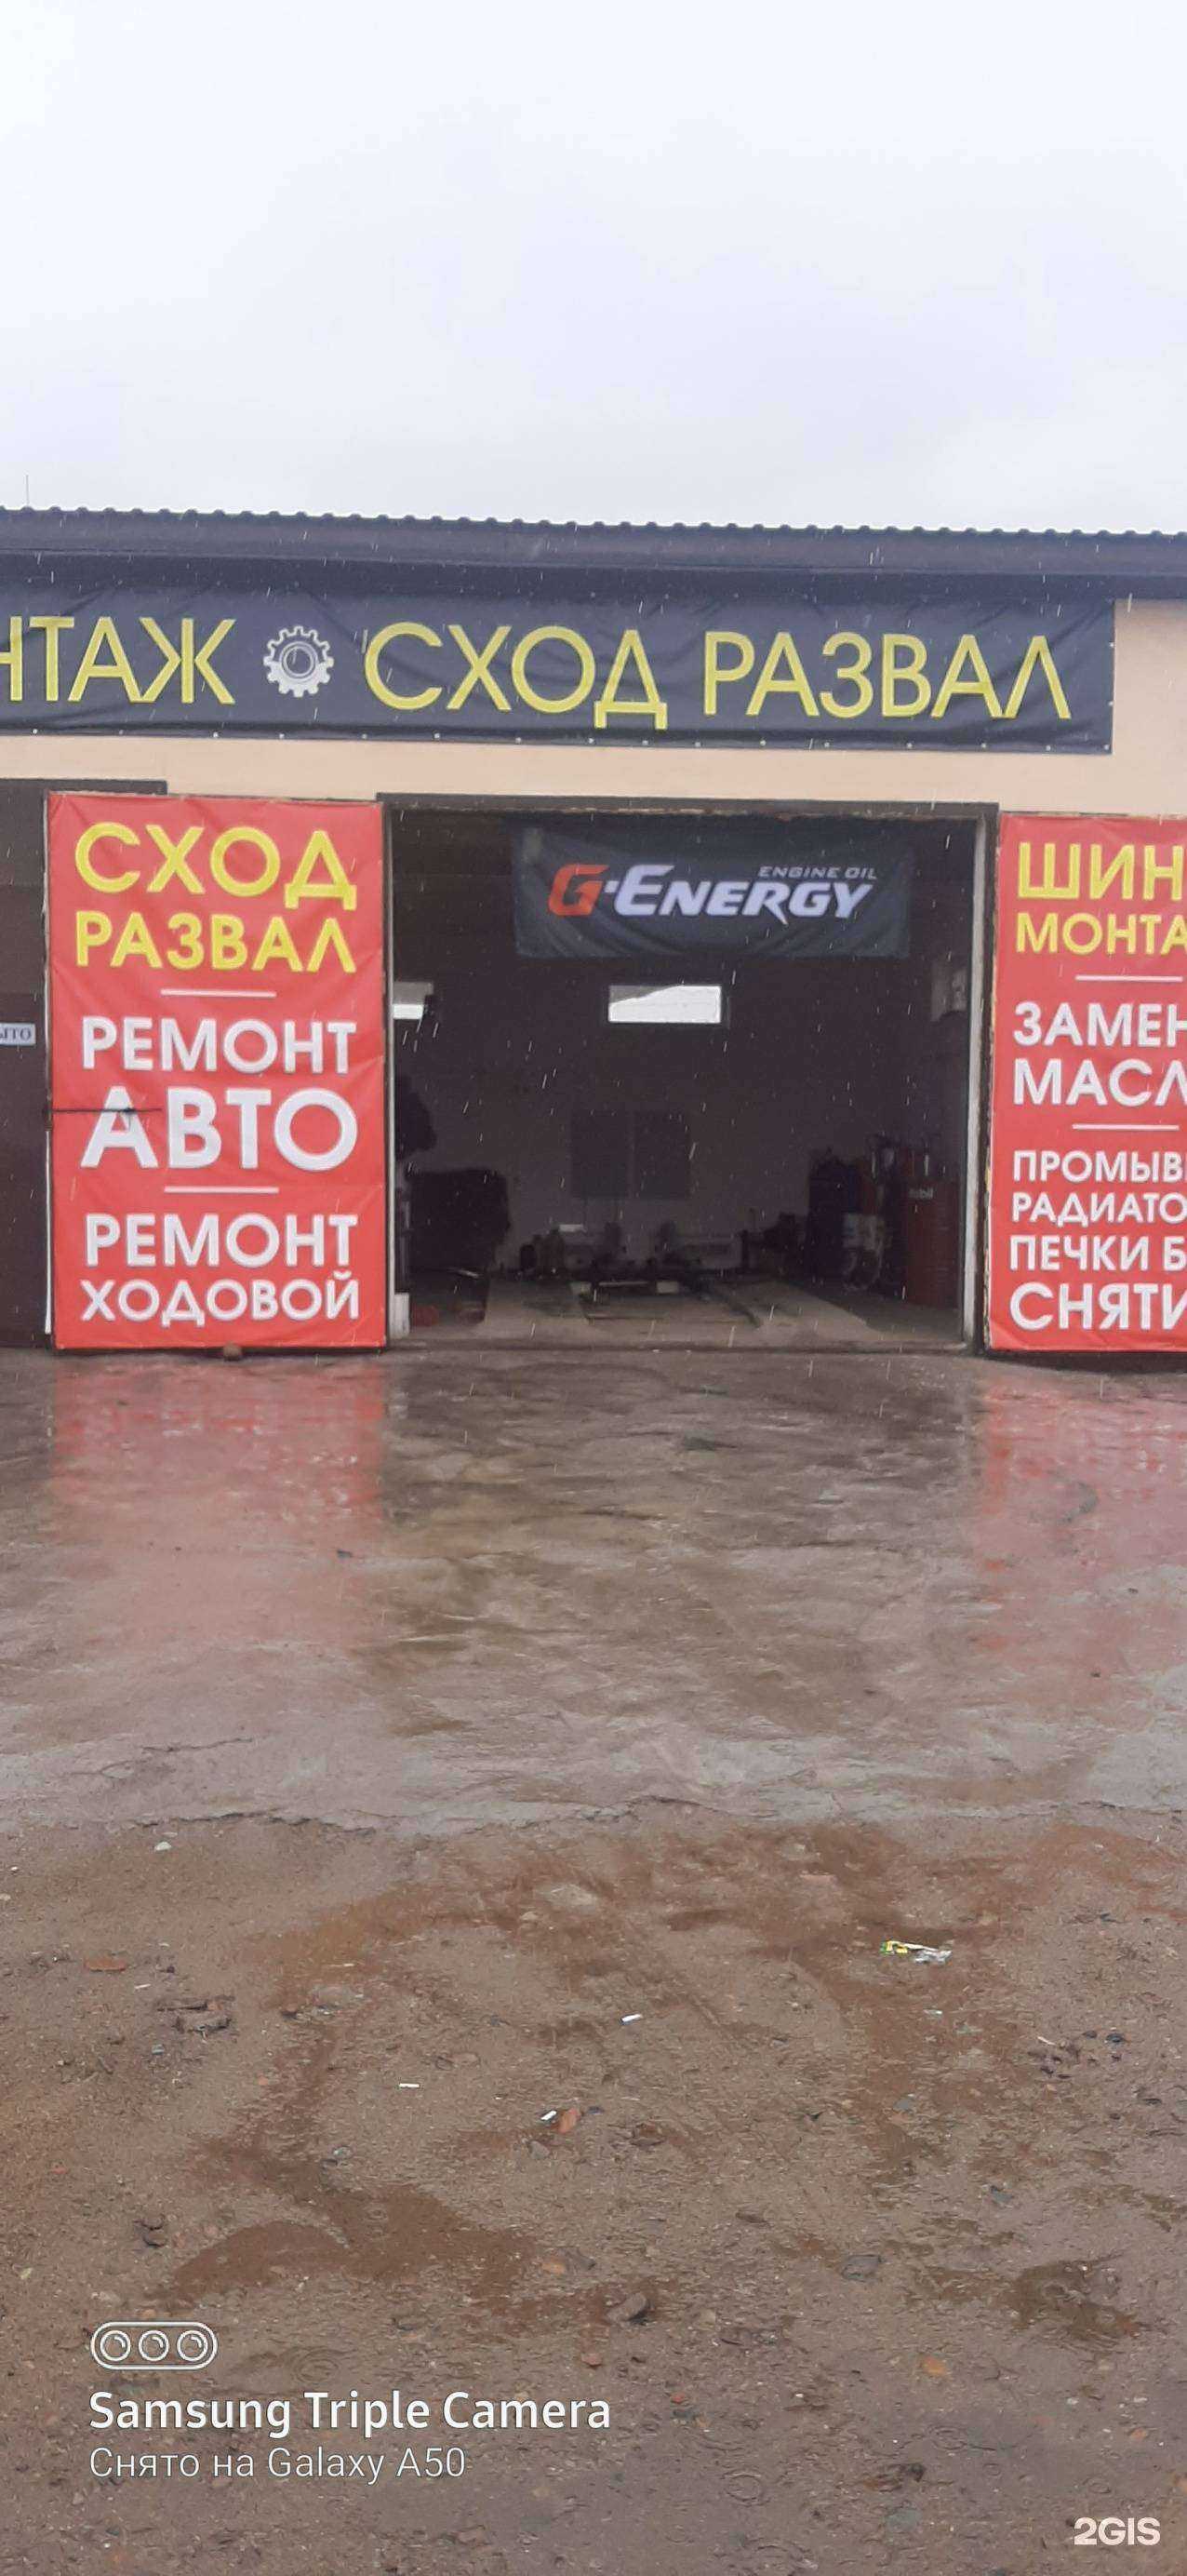 НТАЖ СХОД РАЗВАЛ
СХОД
РАЗВАЛ
РЕМОНТ
АВТО
РЕМОНТ
ХОДОВОЙ
ENGINE OIL
G-ENERGY
ШИН
МОНТА
ЗАМЕН
МАСЛ
ПРОМЫВ
РАДИАТО
ПЕЧКИ Б
СНЯТИ
Samsung Triple Camera
Снято на Galaxy A50
2GIS